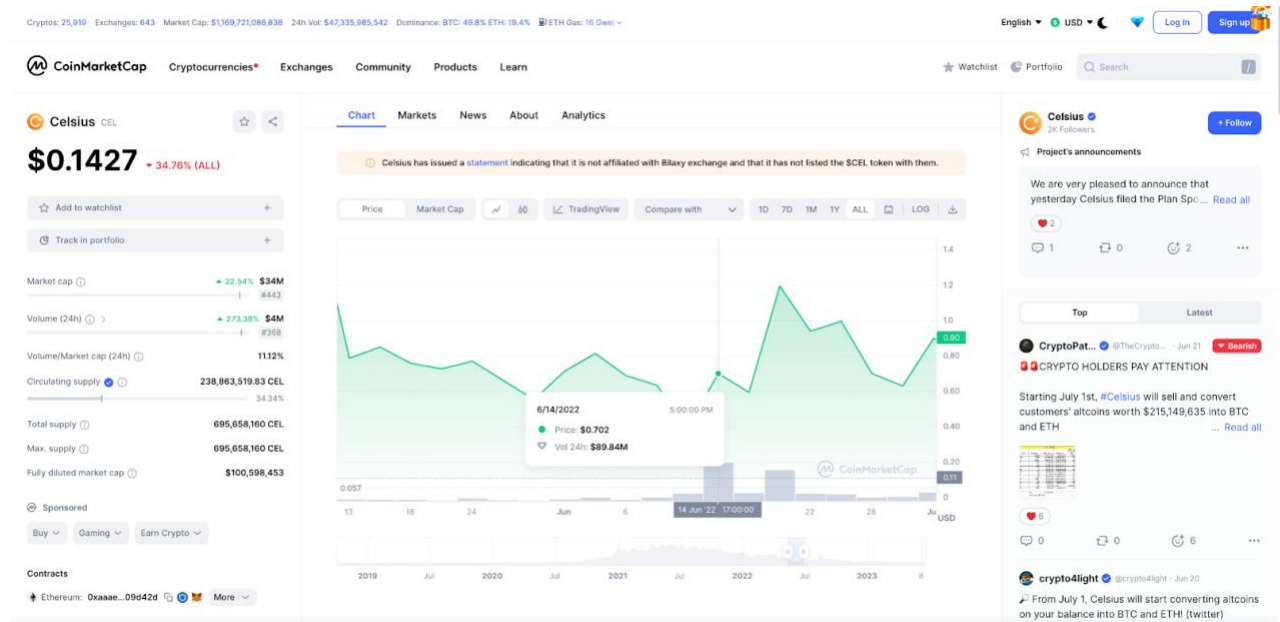 Cryptos: 25,919 Exchanges: 643 Market Cap: $1,169,721,086,838 24h Vol: $47,335,985,542 Dominance: BTC: 49.8% ETH: 19.4% ETH Gas: 16 Gwei
English USD Log In Sign up
CoinMarketCap Cryptocurrencies Exchanges Community Products Learn
Watchlist Portfolio Search /
Celsius CEL
$0.1427 34.76% (ALL)
Add to watchlist +
Track in portfolio +
Market cap 22.54% $34M
#443
Volume (24h) 273.38% $4M
#368
Volume/Market cap (24h) 11.12%
Circulating supply 238,863,519.83 CEL
34.34%
Total supply 695,658,160 CEL
Max. supply 695,658,160 CEL
Fully diluted market cap $100,598,453
Sponsored
Buy Gaming Earn Crypto
Contracts
Ethereum: 0xaaae...09d42d More
Chart Markets News About Analytics
Celsius has issued a statement indicating that it is not affiliated with Bilaxy exchange and that it has not listed the $CEL token with them.
Price Market Cap TradingView Compare with 1D 7D 1M 1Y ALL LOG
1.4
1.2
1.0
0.90
0.80
0.60
0.40
0.20
0.11
0
6/14/2022 5:00:00 PM
Price: $0.702
Vol 24h: $89.84M
CoinMarketCap
0.057
13 18 24 Jun 6 14 Jun '22 17:00:00 22 28 Ju
USD
2019 Jul 2020 Jul 2021 Jul 2022 Jul 2023
Celsius
2K Followers
+ Follow
Project's announcements
We are very pleased to announce that
yesterday Celsius filed the Plan Spo ... Read all
2
1 0 2 ...
Top Latest
CryptoPat... @TheCrypto... · Jun 21 Bearish
CRYPTO HOLDERS PAY ATTENTION
Starting July 1st, #Celsius will sell and convert
customers' altcoins worth $215,149,635 into BTC
and ETH ... Read all
6
0 0 6 ...
crypto4light @crypto4light · Jun 20
From July 1, Celsius will start converting altcoins
on your balance into BTC and ETH! (twitter)